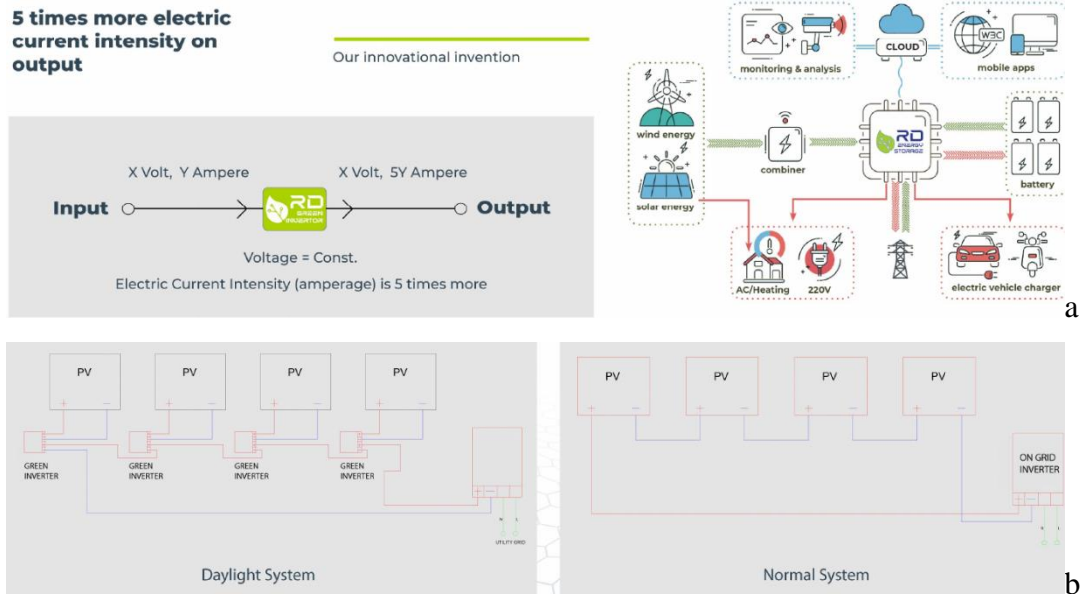 5 times more electric
current intensity on
output
Our innovational invention
X Volt, Y Ampere
X Volt, 5Y Ampere
Input
RD
GREEN
INVERTOR
Output
Voltage = Const.
Electric Current Intensity (amperage) is 5 times more
monitoring & analysis
CLOUD
W3C
mobile apps
wind energy
solar energy
combiner
RD
ENERGY
STORAGE
battery
AC/Heating
220V
electric vehicle charger
a
PV
PV
PV
PV
GREEN
INVERTER
GREEN
INVERTER
GREEN
INVERTER
GREEN
INVERTER
+ —
N L
UTILITY GRID
Daylight System
PV
PV
PV
PV
ON GRID
INVERTER
+ —
N L
Normal System
b